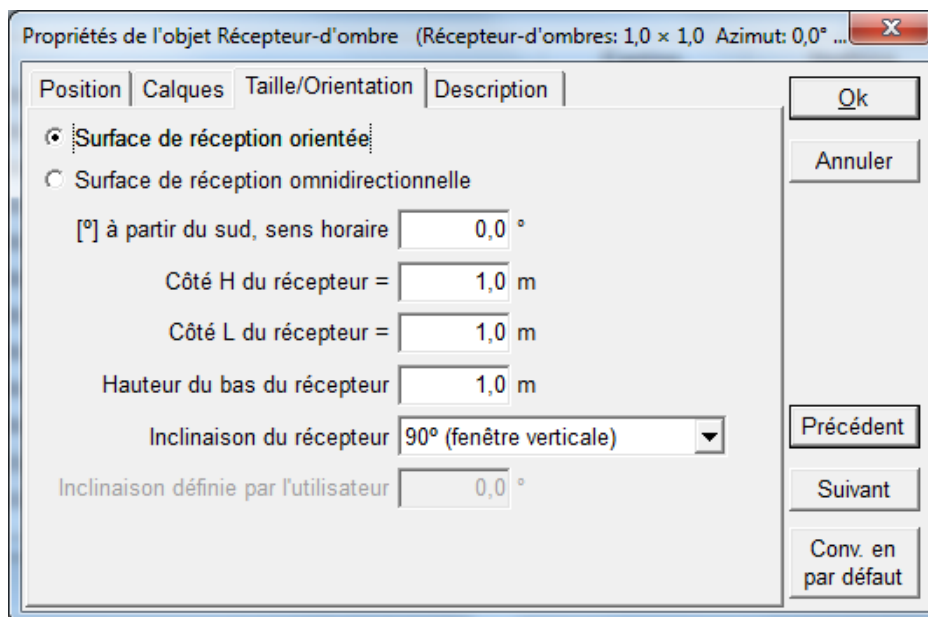 Propriétés de l'objet Récepteur-d'ombre (Récepteur-d'ombres: 1,0 × 1,0 Azimut: 0,0° ...
Position Calques Taille/Orientation Description
Ok
Surface de réception orientée
Annuler
Surface de réception omnidirectionnelle
[º] à partir du sud, sens horaire 0,0 °
Côté H du récepteur = 1,0 m
Côté L du récepteur = 1,0 m
Hauteur du bas du récepteur 1,0 m
Inclinaison du récepteur 90º (fenêtre verticale)
Précédent
Inclinaison définie par l'utilisateur 0,0 °
Suivant
Conv. en
par défaut